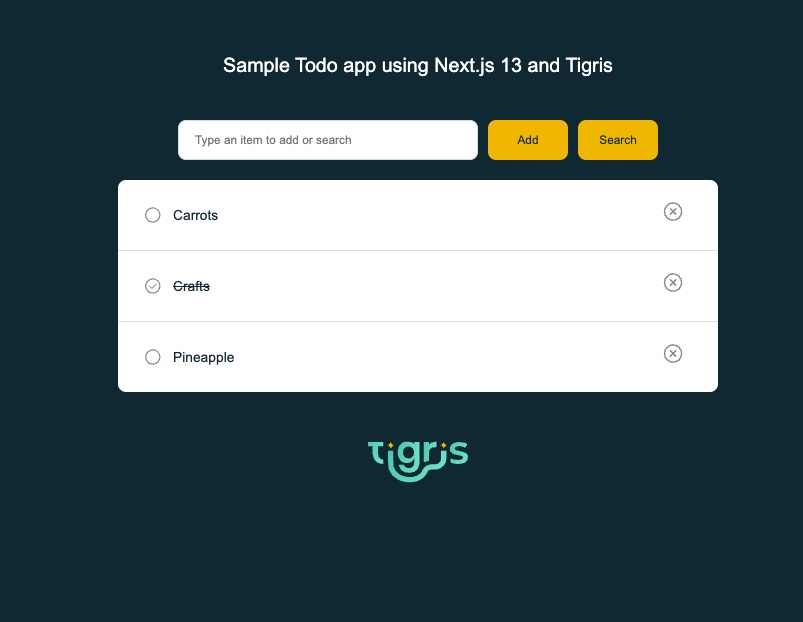 Sample Todo app using Next.js 13 and Tigris
Type an item to add or search
Add
Search
Carrots
Crafts
Pineapple
tigris